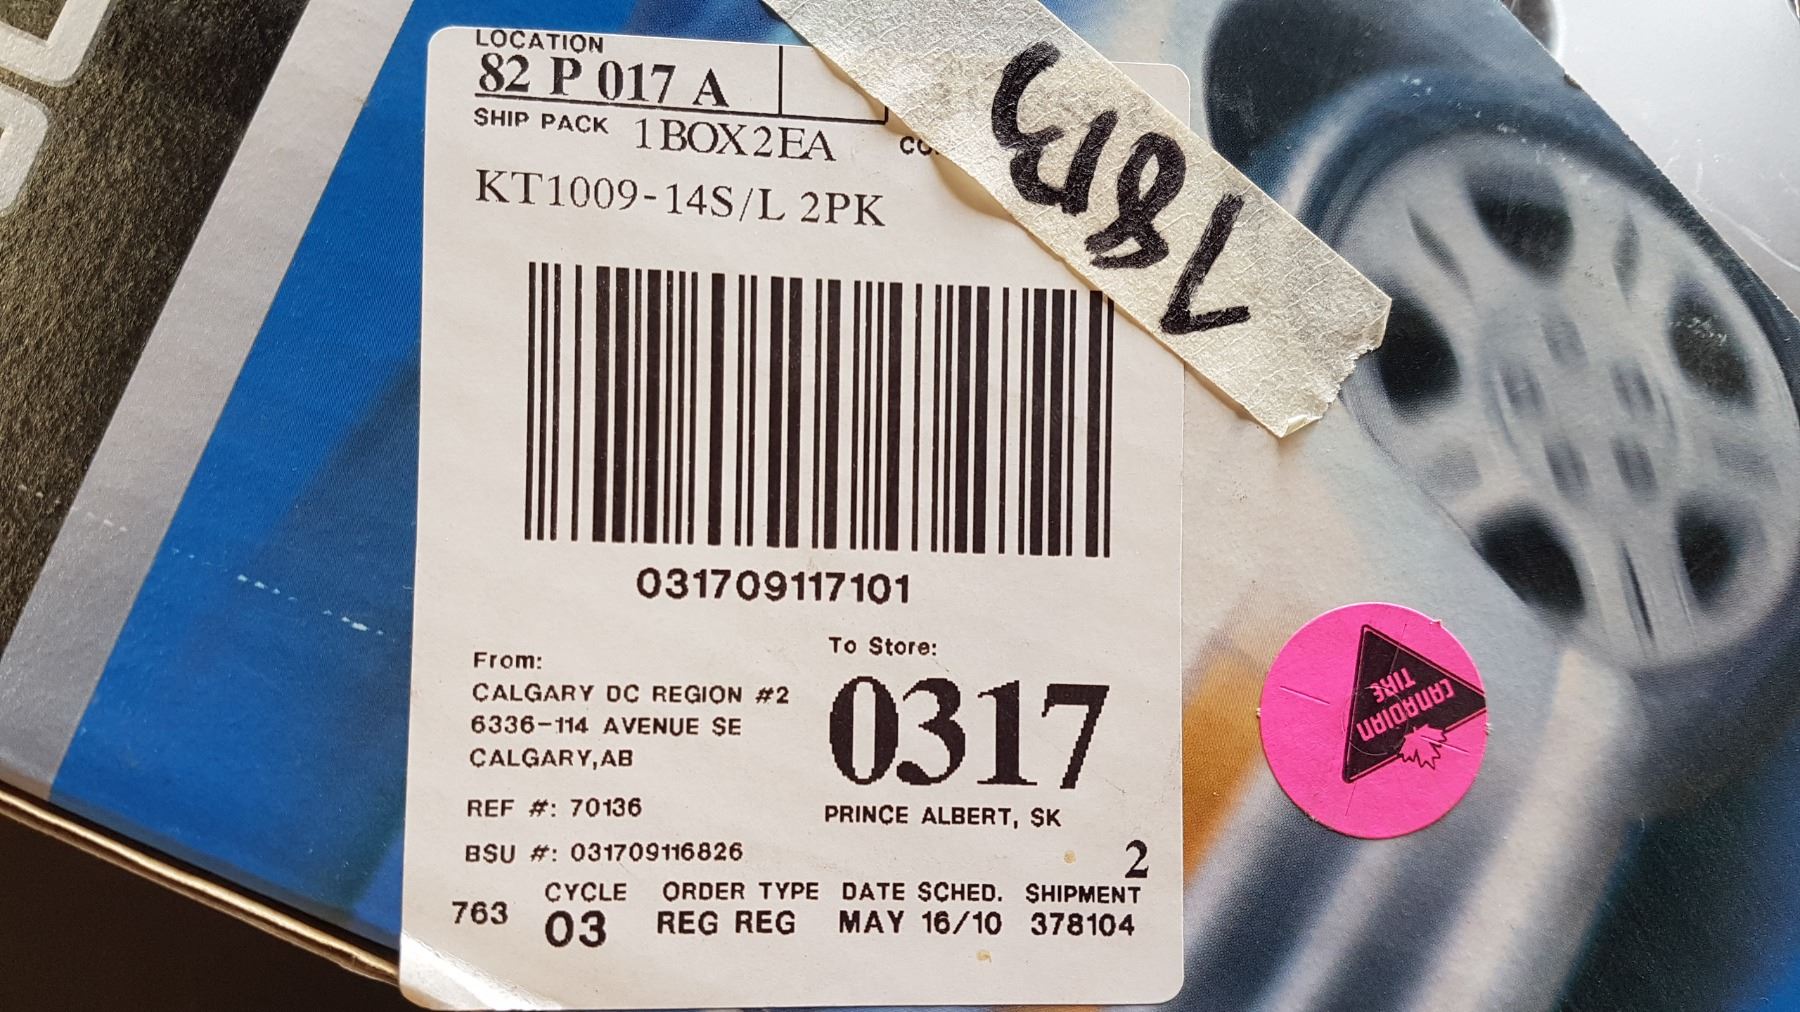 LOCATION
82 P 017 A
SHIP PACK 1BOX2EA
KT1009-14S/L 2PK
031709117101
From:
CALGARY DC REGION #2
6336-114 AVENUE SE
CALGARY,AB
REF #: 70136
BSU #: 031709116826
To Store:
0317
PRINCE ALBERT, SK
2
763
CYCLE ORDER TYPE DATE SCHED. SHIPMENT
03 REG REG MAY 16/10 378104
CANADIAN
TIRE